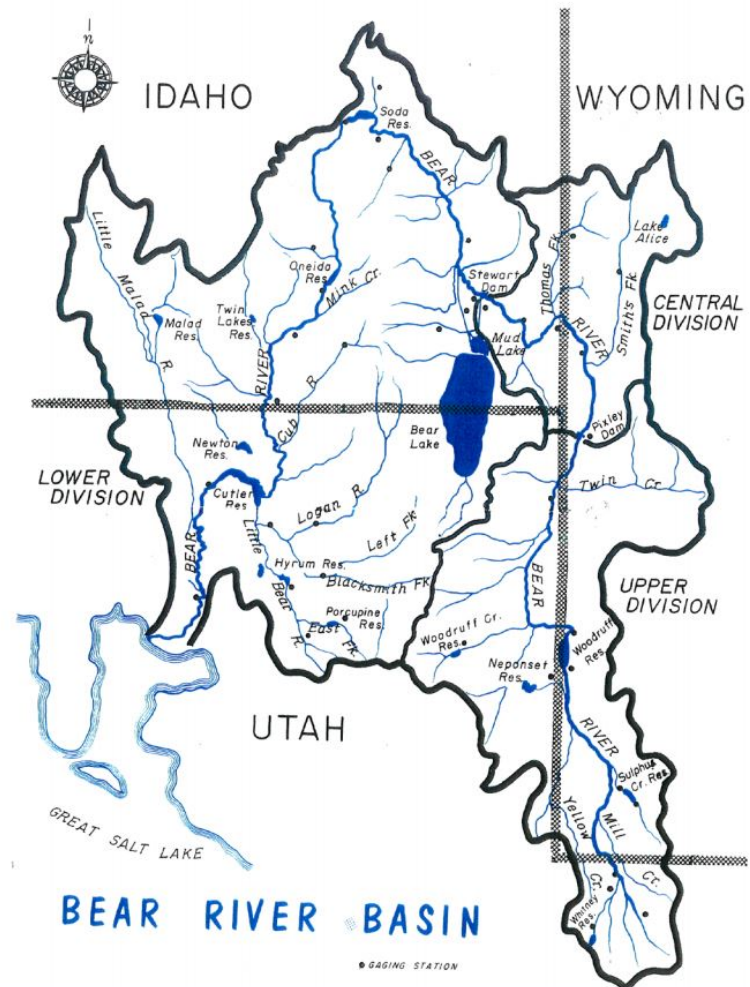 n
IDAHO
WYOMING
Soda
Res.
BEAR
Little
Malad
R.
Lake
Alice
Oneida
Res.
Mink Cr.
Stewart
Dam
Thomas Fk.
Smith's Fk.
CENTRAL
DIVISION
Malad
Res.
Twin
Lakes
Res.
RIVER
Mud
Lake
RIVER
Cub R.
Bear
Lake
Pixley
Dam
Newton
Res.
LOWER
DIVISION
Cutler
Res
Twin Cr.
Logan R.
Left Fk.
BEAR
Little
Bear
R.
Hyrum Res.
Blacksmith Fk.
BEAR
UPPER
DIVISION
Porcupine
Res.
East Fk.
Woodruff Cr.
Res.
Woodruff
Res.
Neponset
Res.
UTAH
RIVER
Sulphur
Cr. Res.
Yellow
Cr.
Mill
Cr.
GREAT SALT LAKE
Whitney
Res.
BEAR RIVER BASIN
GAGING STATION